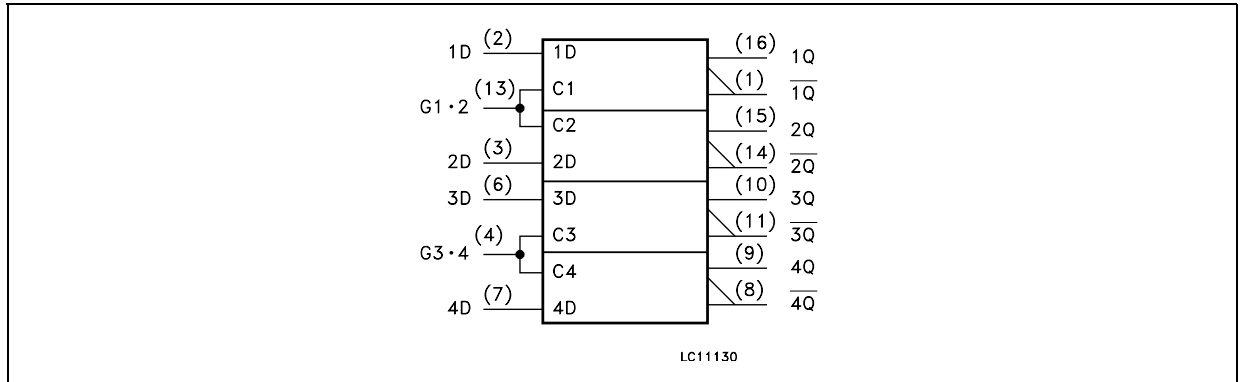 1D (2) 1D (16) 1Q
(1) 1Q̅
G1·2 (13) C1
C2 (15) 2Q
2D (3) 2D (14) 2Q̅
3D (6) 3D (10) 3Q
G3·4 (4) C3 (11) 3Q̅
C4 (9) 4Q
4D (7) 4D (8) 4Q̅
LC11130